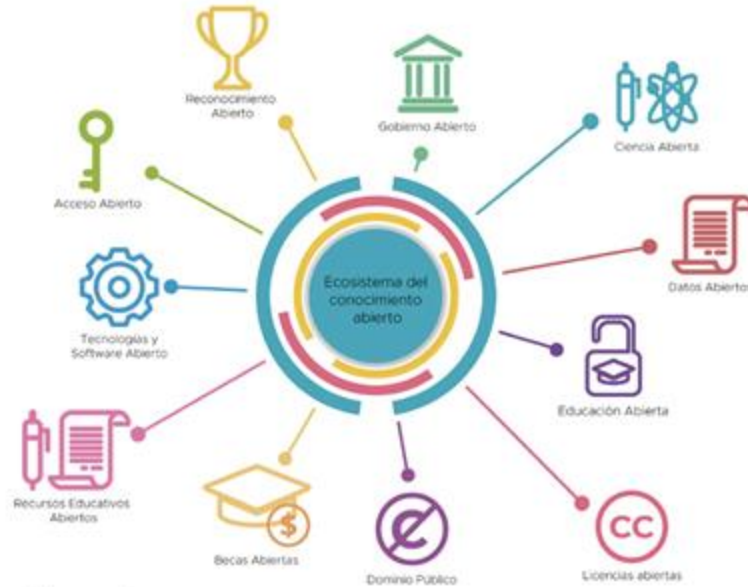 Reconocimiento
Abierto
Gobierno Abierto
Ciencia Abierta
Acceso Abierto
Ecosistema del
conocimiento
abierto
Datos Abiertos
Tecnologías y
Software Abierto
Educación Abierta
Recursos Educativos
Abiertos
$
Becas Abiertas
C
Dominio Público
CC
Licencias abiertas